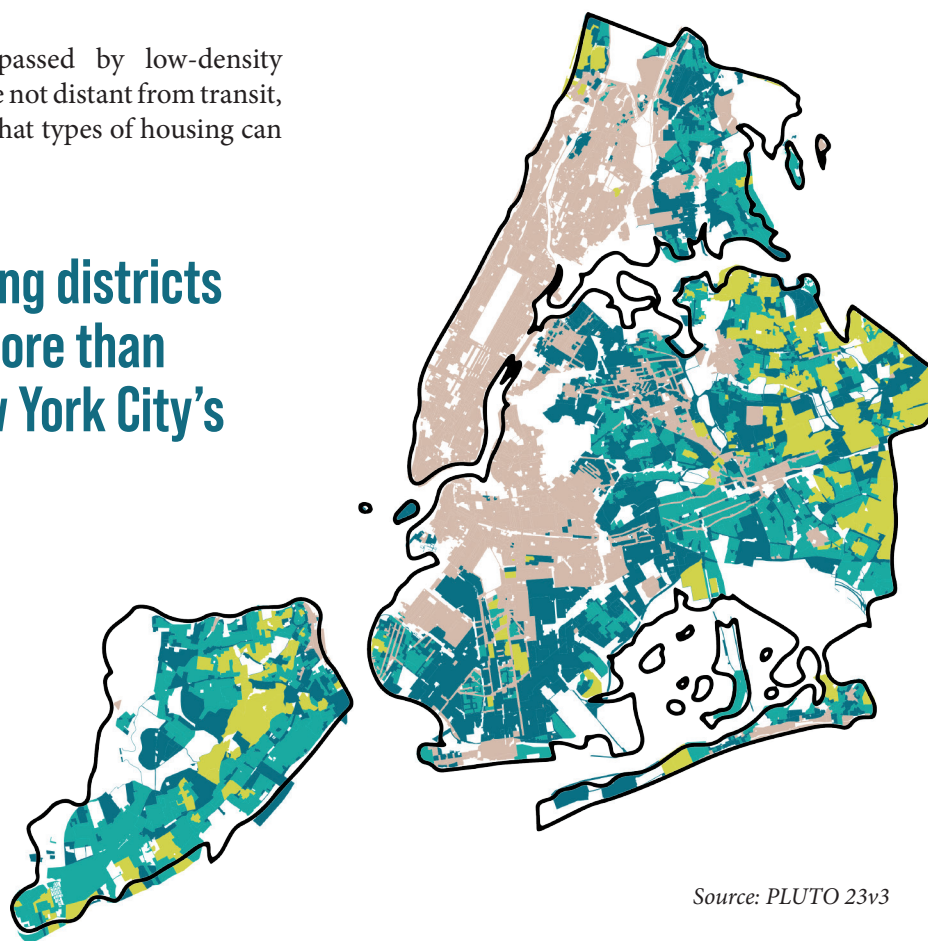 passed by low-density
e not distant from transit,
hat types of housing can
ng districts
ore than
w York City’s
Source: PLUTO 23v3